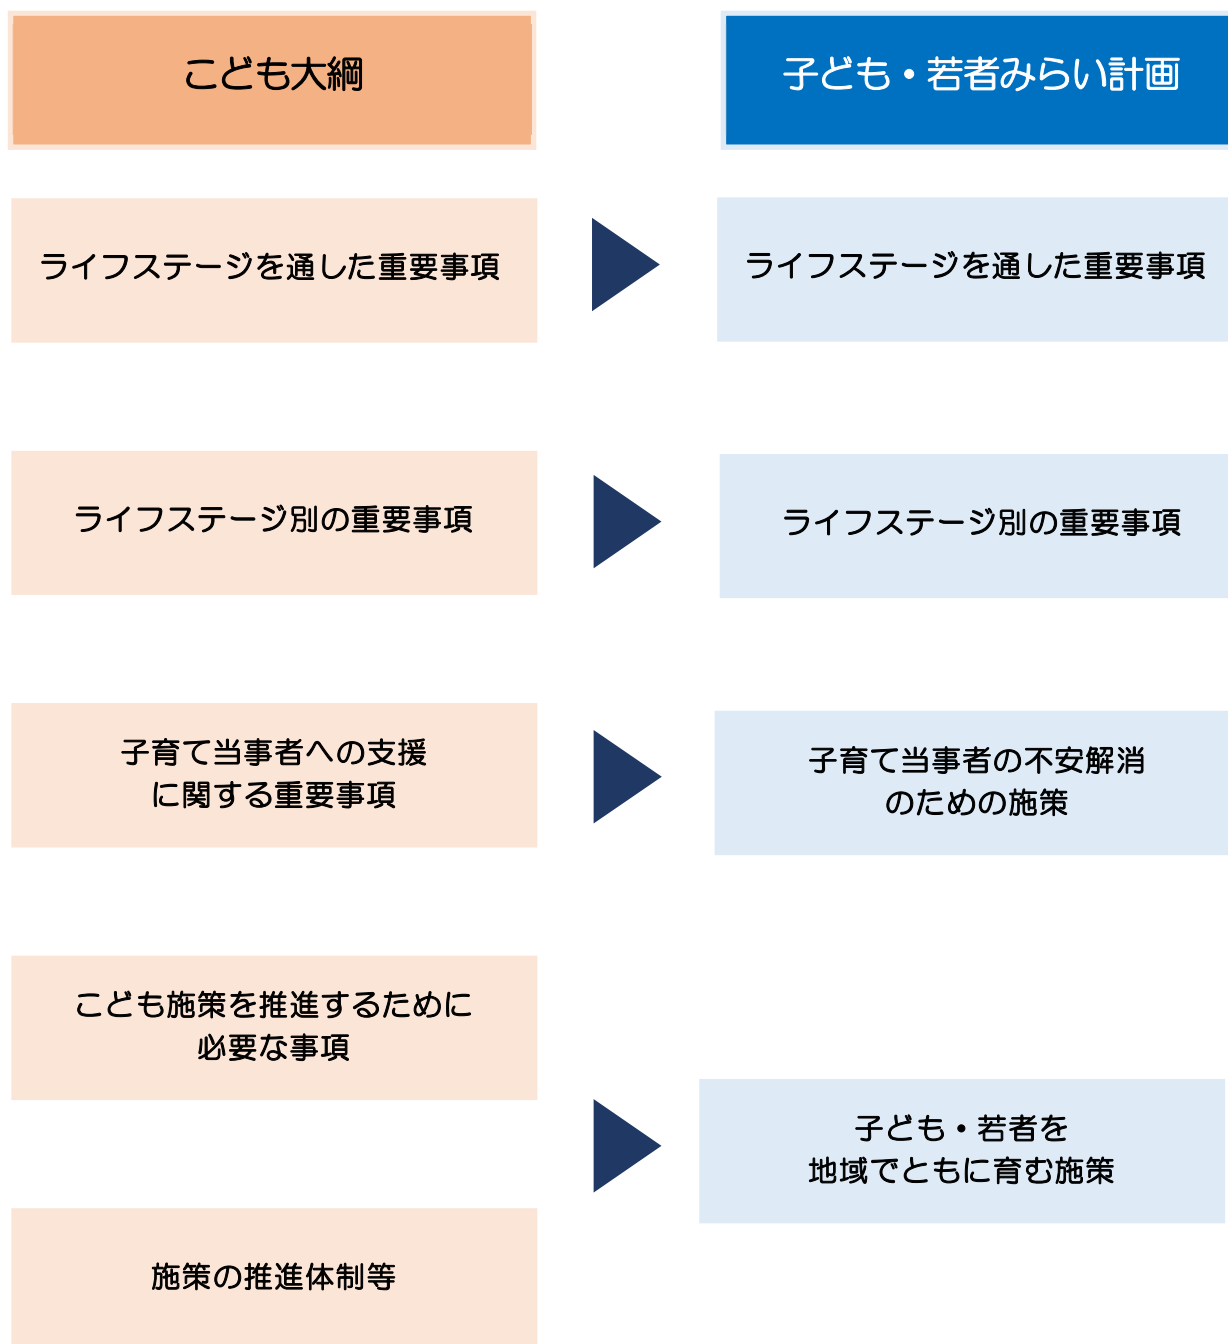 こども大綱
子ども・若者みらい計画
ライフステージを通した重要事項
ライフステージを通した重要事項
ライフステージ別の重要事項
ライフステージ別の重要事項
子育て当事者への支援
に関する重要事項
子育て当事者の不安解消
のための施策
こども施策を推進するために
必要な事項
子ども・若者を
地域でともに育む施策
施策の推進体制等